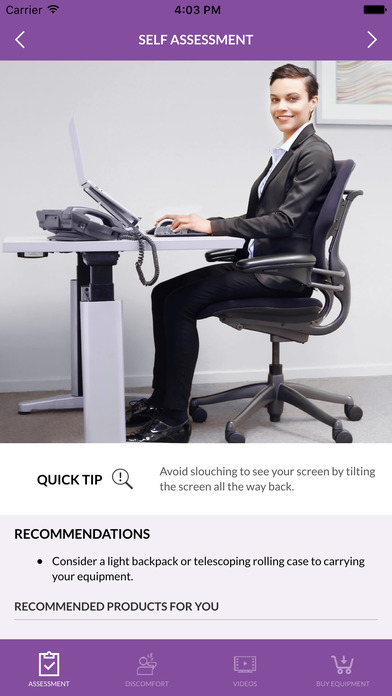 Carrier 4:03 PM
SELF ASSESSMENT
QUICK TIP
Avoid slouching to see your screen by tilting
the screen all the way back.
RECOMMENDATIONS
• Consider a light backpack or telescoping rolling case to carrying
your equipment.
RECOMMENDED PRODUCTS FOR YOU
ASSESSMENT DISCOMFORT VIDEOS BUY EQUIPMENT